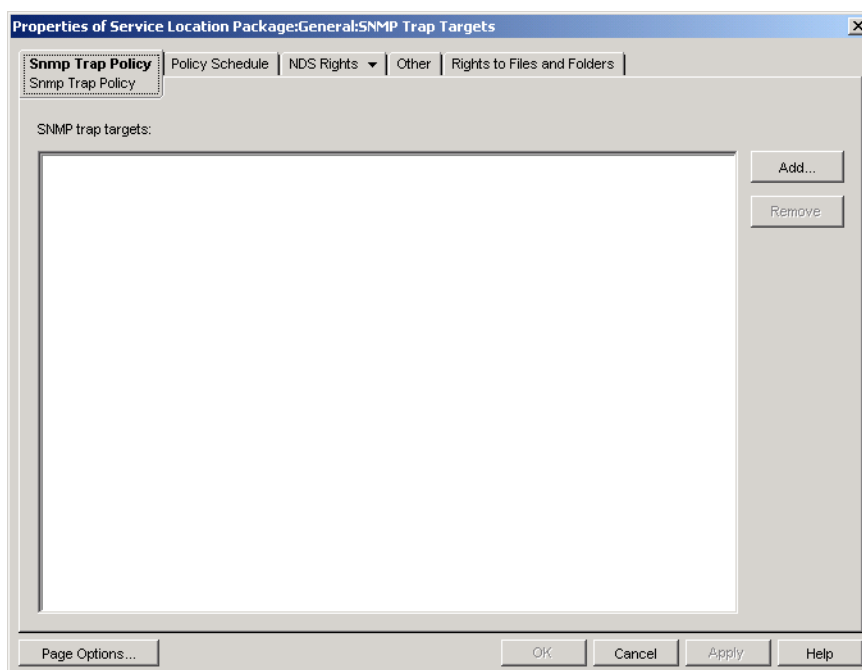 Properties of Service Location Package:General:SNMP Trap Targets
Snmp Trap Policy Policy Schedule NDS Rights Other Rights to Files and Folders
Snmp Trap Policy
SNMP trap targets:
Add...
Remove
Page Options... OK Cancel Apply Help